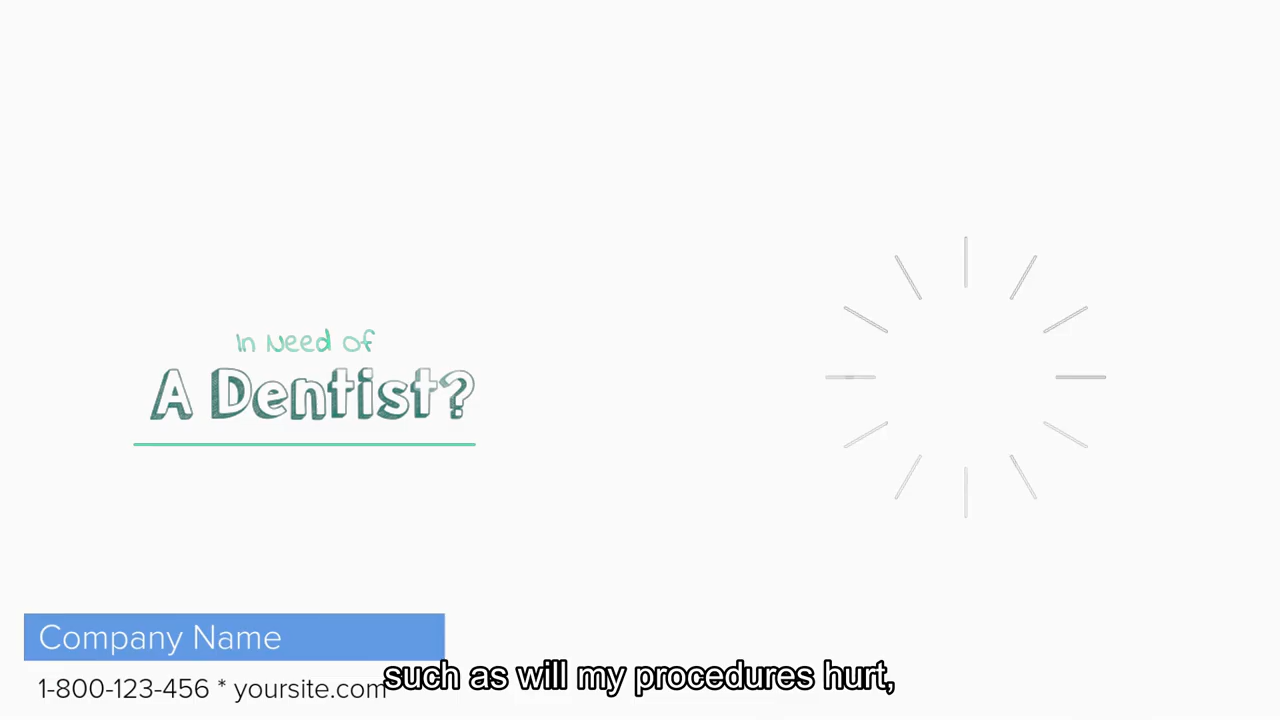 In Need of
A Dentist?
Company Name
1-800-123-456 * yoursite.com
such as will my procedures hurt,